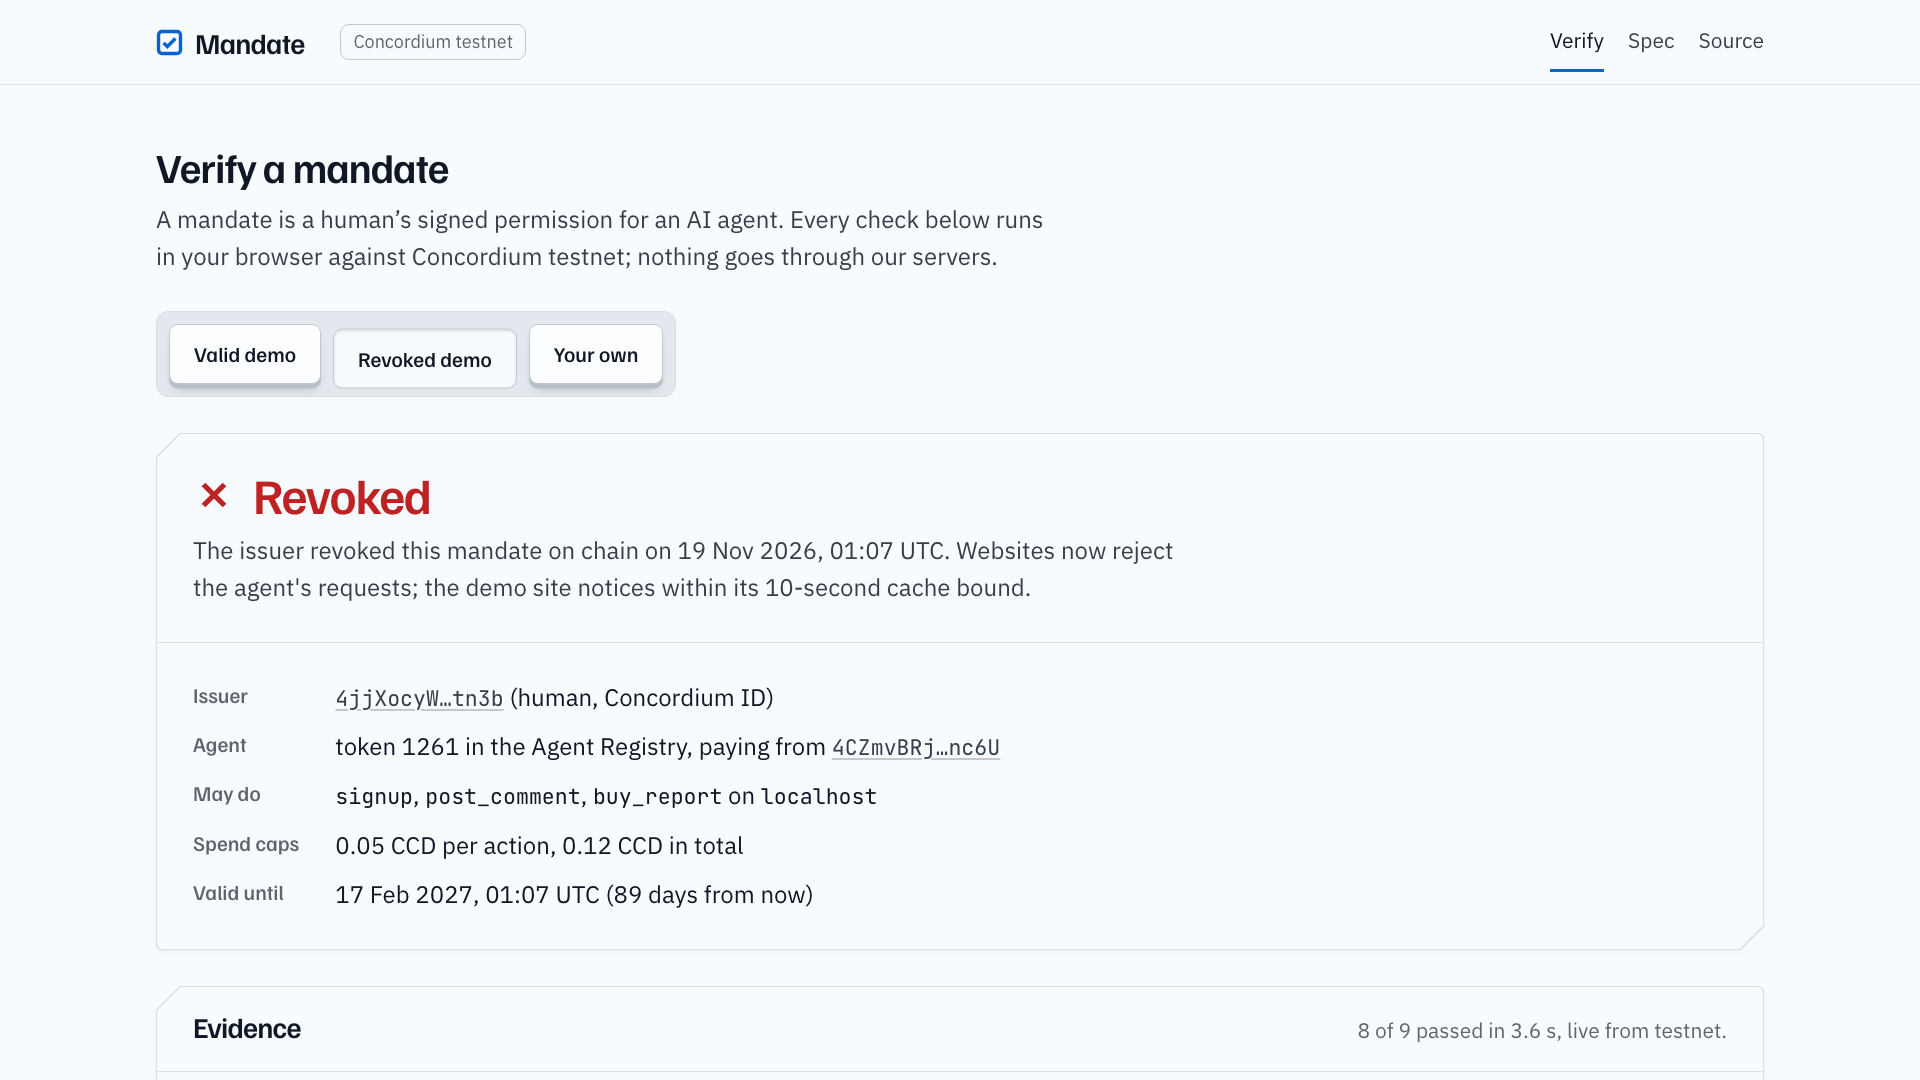 Mandate
Concordium testnet
Verify
Spec
Source
Verify a mandate
A mandate is a human’s signed permission for an AI agent. Every check below runs
in your browser against Concordium testnet; nothing goes through our servers.
Valid demo
Revoked demo
Your own
Revoked
The issuer revoked this mandate on chain on 19 Nov 2026, 01:07 UTC. Websites now reject
the agent's requests; the demo site notices within its 10-second cache bound.
Issuer 4jjXocyW…tn3b (human, Concordium ID)
Agent token 1261 in the Agent Registry, paying from 4CZmvBRj…nc6U
May do signup, post_comment, buy_report on localhost
Spend caps 0.05 CCD per action, 0.12 CCD in total
Valid until 17 Feb 2027, 01:07 UTC (89 days from now)
Evidence
8 of 9 passed in 3.6 s, live from testnet.